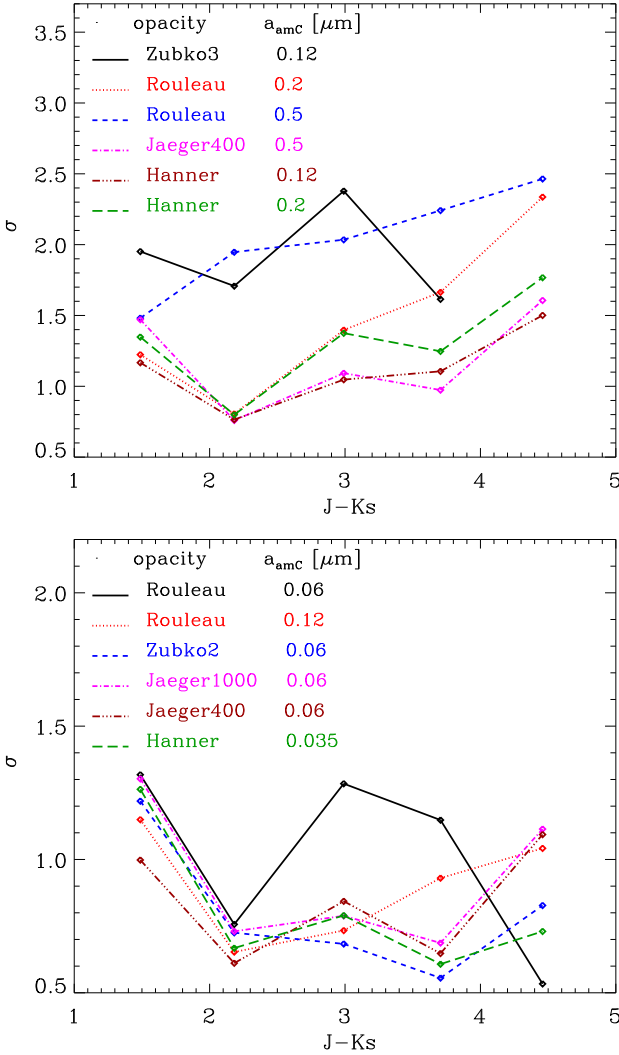 opacity a_amC [μm]
3.5
Zubko3 0.12
Rouleau 0.2
3.0
Rouleau 0.5
Jaeger400 0.5
2.5
Hanner 0.12
Hanner 0.2
σ
2.0
1.5
1.0
0.5
1 2 3 4 5
J−Ks
opacity a_amC [μm]
2.0
Rouleau 0.06
Rouleau 0.12
Zubko2 0.06
Jaeger1000 0.06
Jaeger400 0.06
Hanner 0.035
1.5
σ
1.0
0.5
1 2 3 4 5
J−Ks